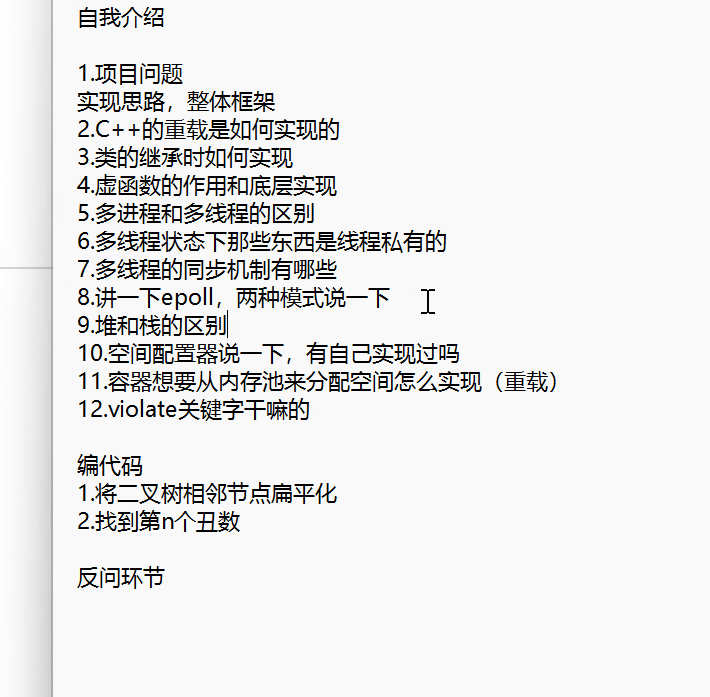 自我介绍
1.项目问题
实现思路，整体框架
2.C++的重载是如何实现的
3.类的继承时如何实现
4.虚函数的作用和底层实现
5.多进程和多线程的区别
6.多线程状态下那些东西是线程私有的
7.多线程的同步机制有哪些
8.讲一下epoll，两种模式说一下
9.堆和栈的区别
10.空间配置器说一下，有自己实现过吗
11.容器想要从内存池来分配空间怎么实现（重载）
12.violate关键字干嘛的
编代码
1.将二叉树相邻节点扁平化
2.找到第n个丑数
反问环节